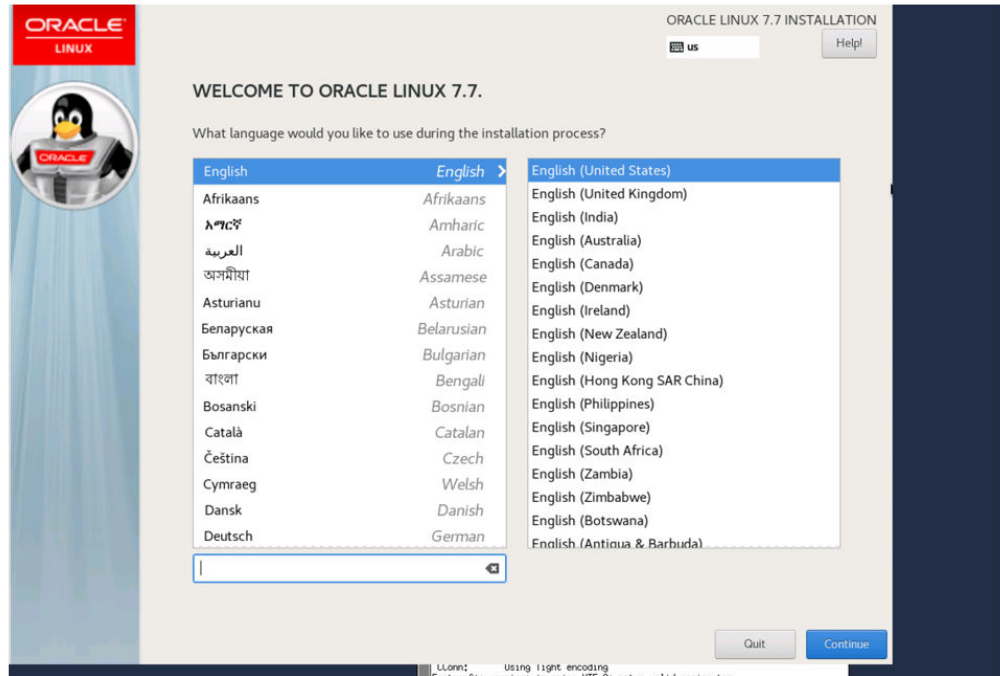 ORACLE
LINUX
ORACLE
ORACLE LINUX 7.7 INSTALLATION
us
Help!
WELCOME TO ORACLE LINUX 7.7.
What language would you like to use during the installation process?
English English
Afrikaans Afrikaans
አማርኛ Amharic
العربية Arabic
অসমীয়া Assamese
Asturianu Asturian
Беларуская Belarusian
Български Bulgarian
বাংলা Bengali
Bosanski Bosnian
Català Catalan
Čeština Czech
Cymraeg Welsh
Dansk Danish
Deutsch German
English (United States)
English (United Kingdom)
English (India)
English (Australia)
English (Canada)
English (Denmark)
English (Ireland)
English (New Zealand)
English (Nigeria)
English (Hong Kong SAR China)
English (Philippines)
English (Singapore)
English (South Africa)
English (Zambia)
English (Zimbabwe)
English (Botswana)
English (Antigua & Barbuda)
Quit
Continue
CConn: Using Tight encoding